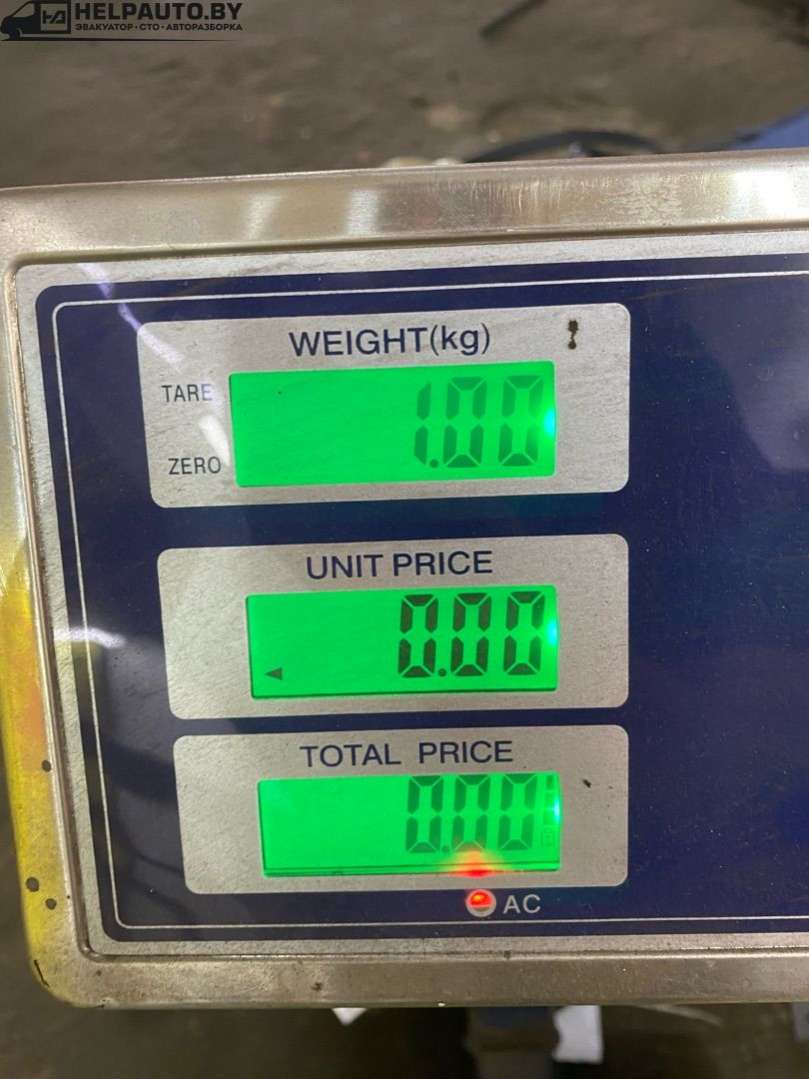 HELPAUTO.BY
ЭВАКУАТОР·СТО·АВТОРАЗБОРКА
WEIGHT(kg)
TARE
1.00
ZERO
UNIT PRICE
0.00
TOTAL PRICE
0.00
AC